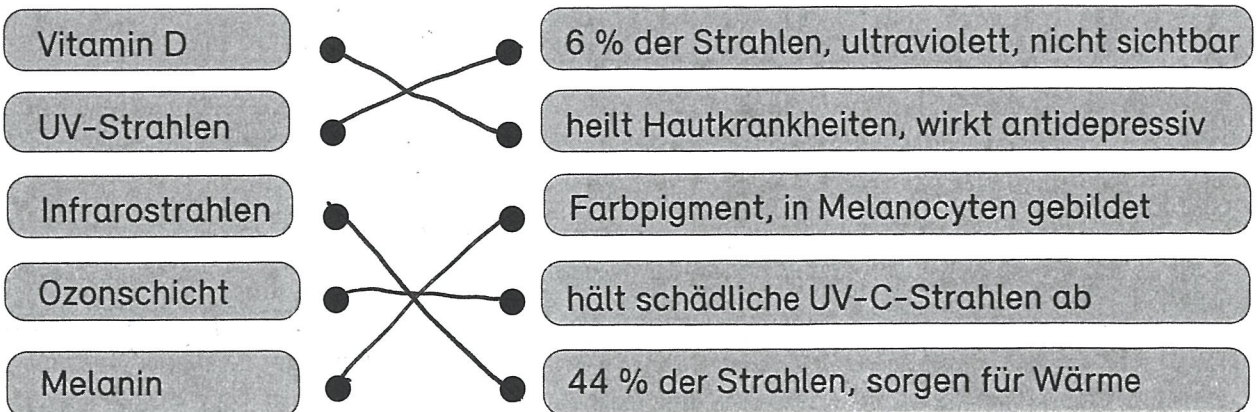 Vitamin D
6 % der Strahlen, ultraviolett, nicht sichtbar
UV-Strahlen
heilt Hautkrankheiten, wirkt antidepressiv
Infrarostrahlen
Farbpigment, in Melanocyten gebildet
Ozonschicht
hält schädliche UV-C-Strahlen ab
Melanin
44 % der Strahlen, sorgen für Wärme